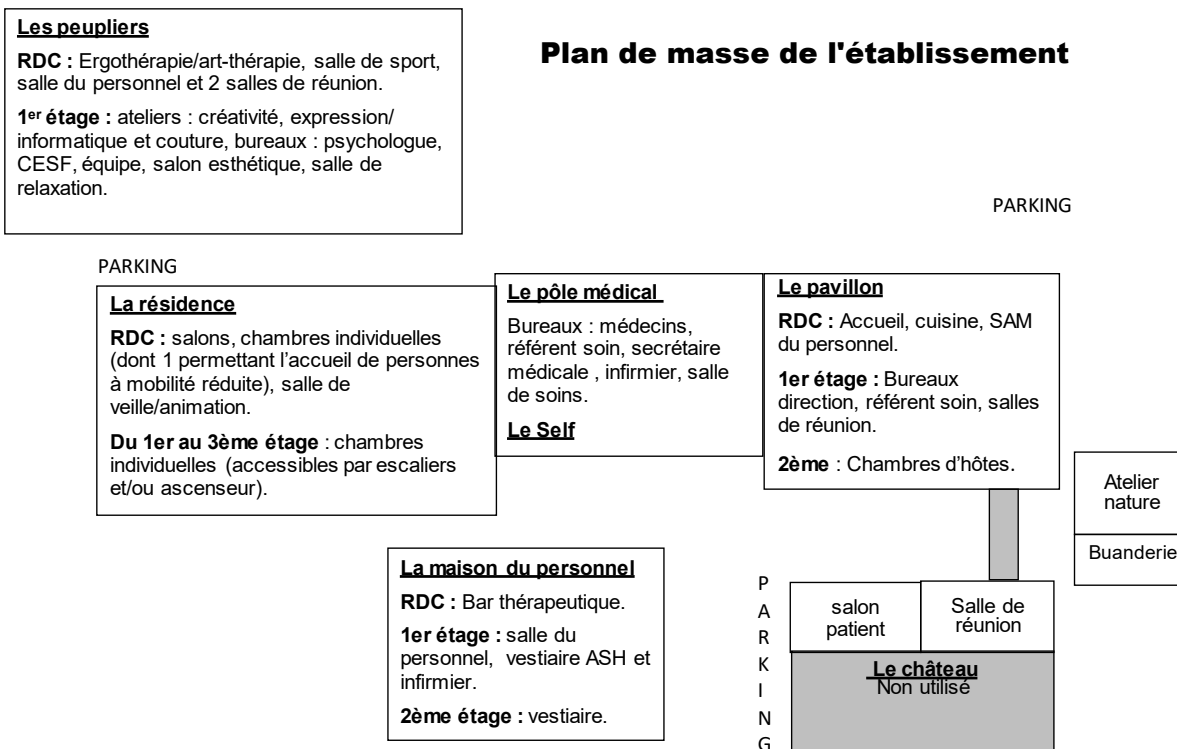 Les peupliers
RDC : Ergothérapie/art-thérapie, salle de sport,
salle du personnel et 2 salles de réunion.
1er étage : ateliers : créativité, expression/
informatique et couture, bureaux : psychologue,
CESF, équipe, salon esthétique, salle de
relaxation.
Plan de masse de l'établissement
PARKING
PARKING
La résidence
RDC : salons, chambres individuelles
(dont 1 permettant l’accueil de personnes
à mobilité réduite), salle de
veille/animation.
Du 1er au 3ème étage : chambres
individuelles (accessibles par escaliers
et/ou ascenseur).
Le pôle médical
Bureaux : médecins,
référent soin, secrétaire
médicale , infirmier, salle
de soins.
Le Self
Le pavillon
RDC : Accueil, cuisine, SAM
du personnel.
1er étage : Bureaux
direction, référent soin, salles
de réunion.
2ème : Chambres d’hôtes.
Atelier
nature
Buanderie
La maison du personnel
RDC : Bar thérapeutique.
1er étage : salle du
personnel, vestiaire ASH et
infirmier.
2ème étage : vestiaire.
P
A
R
K
I
N
G
salon
patient
Salle de
réunion
Le château
Non utilisé